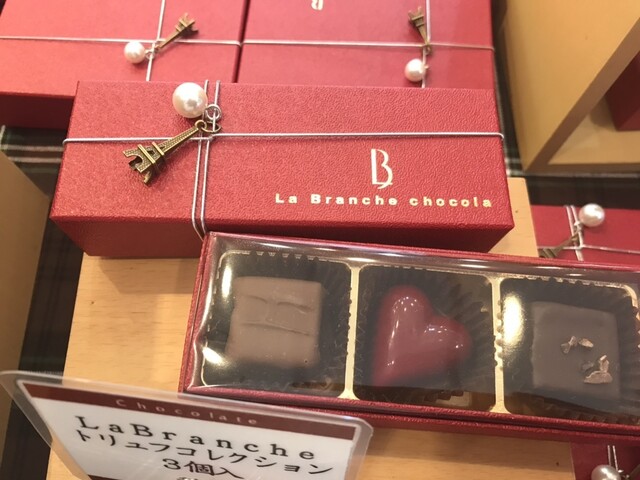 B
B
La Branche chocola
Chocolate
LaBranche
トリュフコレクション
3個入